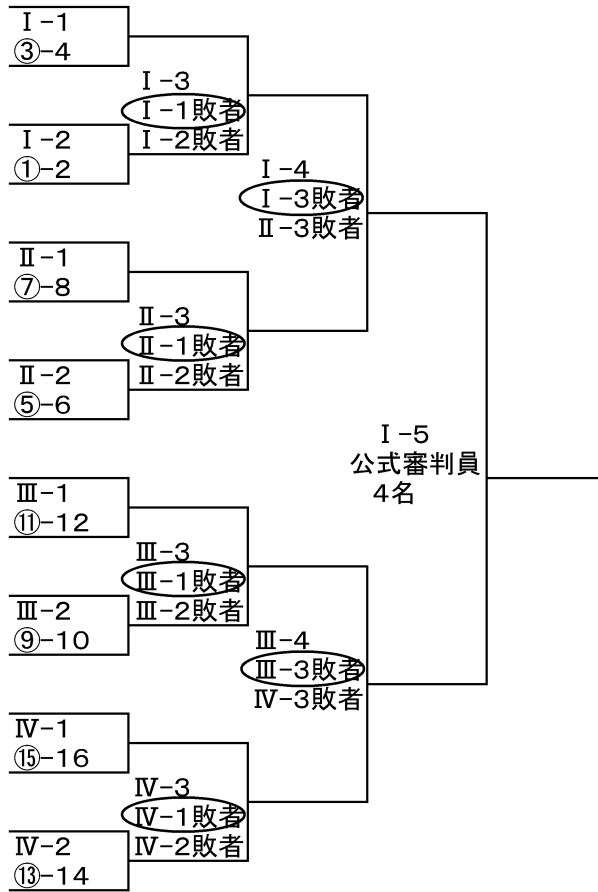 Ⅰ-1
③-4
Ⅰ-3
Ⅰ-1敗者
Ⅰ-2敗者
Ⅰ-2
①-2
Ⅰ-4
Ⅰ-3敗者
Ⅱ-3敗者
Ⅱ-1
⑦-8
Ⅱ-3
Ⅱ-1敗者
Ⅱ-2敗者
Ⅱ-2
⑤-6
Ⅰ-5
公式審判員
4名
Ⅲ-1
⑪-12
Ⅲ-3
Ⅲ-1敗者
Ⅲ-2敗者
Ⅲ-2
⑨-10
Ⅲ-4
Ⅲ-3敗者
Ⅳ-3敗者
Ⅳ-1
⑮-16
Ⅳ-3
Ⅳ-1敗者
Ⅳ-2敗者
Ⅳ-2
⑬-14